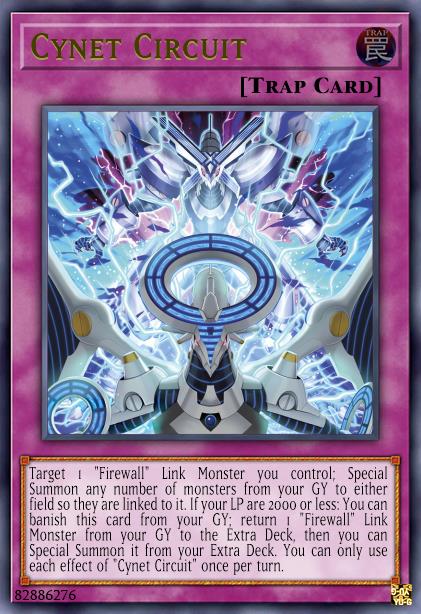 CYNET CIRCUIT
TRAP
罠
[TRAP CARD]
Target 1 "Firewall" Link Monster you control; Special
Summon any number of monsters from your GY to either
field so they are linked to it. If your LP are 2000 or less: You can
banish this card from your GY; return 1 "Firewall" Link
Monster from your GY to the Extra Deck, then you can
Special Summon it from your Extra Deck. You can only use
each effect of "Cynet Circuit" once per turn.
82886276